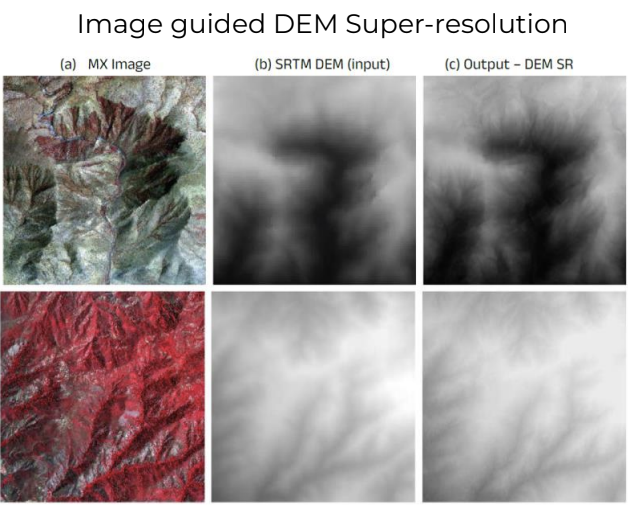 Image guided DEM Super-resolution
(a) MX Image
(b) SRTM DEM (input)
(c) Output – DEM SR